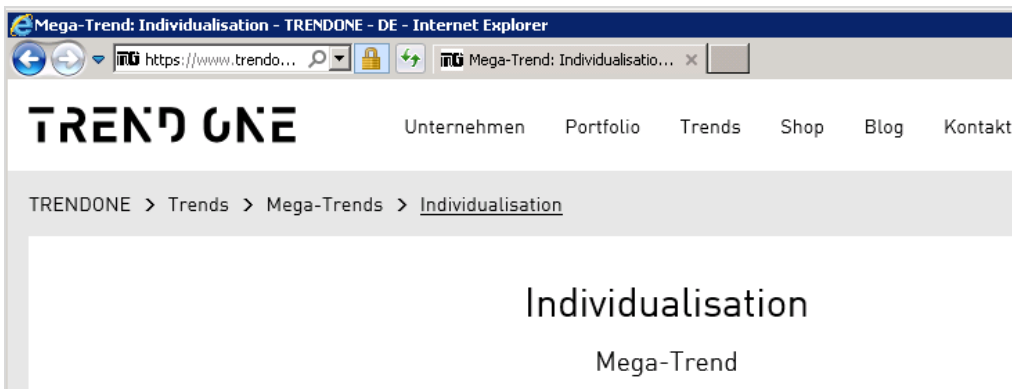 Mega-Trend: Individualisation - TRENDONE - DE - Internet Explorer
https://www.trendo... Mega-Trend: Individualisatio...
TREND ONE Unternehmen Portfolio Trends Shop Blog Kontakt
TRENDONE > Trends > Mega-Trends > Individualisation
Individualisation
Mega-Trend